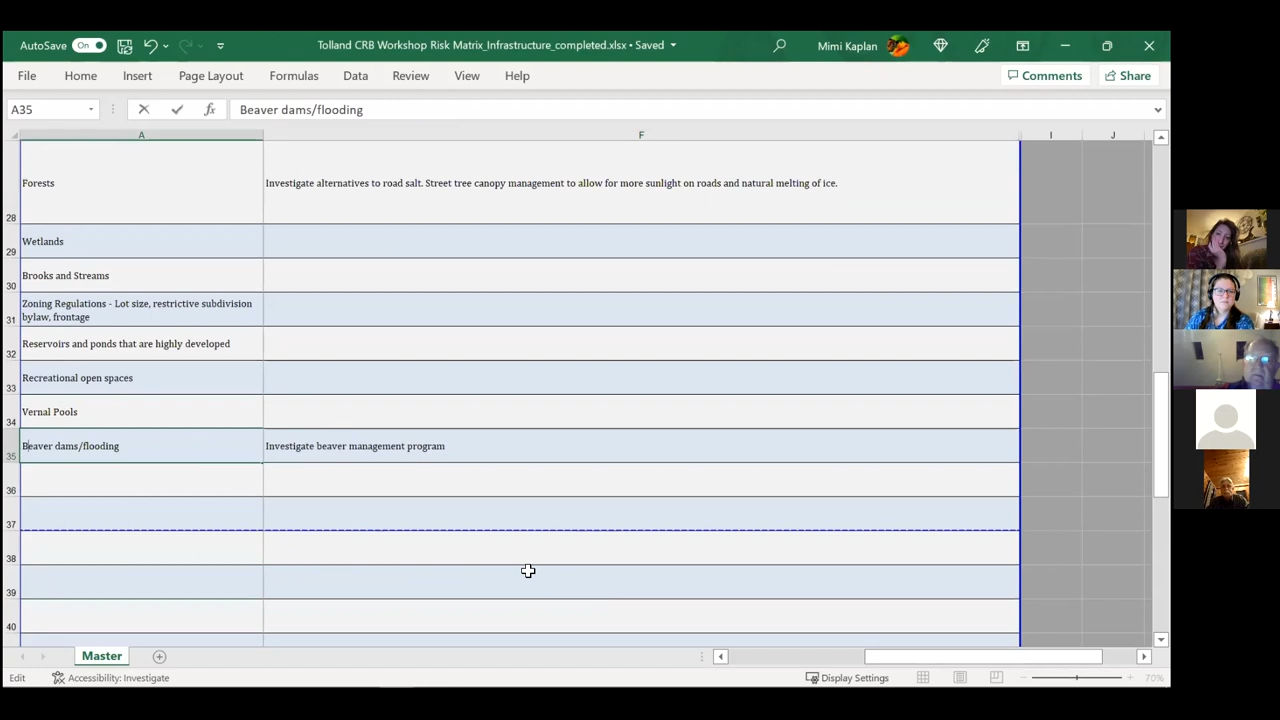 AutoSave On Tolland CRB Workshop Risk Matrix_Infrastructure_completed.xlsx • Saved Mimi Kaplan
File Home Insert Page Layout Formulas Data Review View Help Comments Share
A35 fx Beaver dams/flooding
A F I J
Forests Investigate alternatives to road salt. Street tree canopy management to allow for more sunlight on roads and natural melting of ice.
28
Wetlands
29
Brooks and Streams
30
Zoning Regulations - Lot size, restrictive subdivision
bylaw, frontage
31
Reservoirs and ponds that are highly developed
32
Recreational open spaces
33
Vernal Pools
34
Beaver dams/flooding Investigate beaver management program
35
36
37
38
39
40
Master
Edit Accessibility: Investigate Display Settings 70%